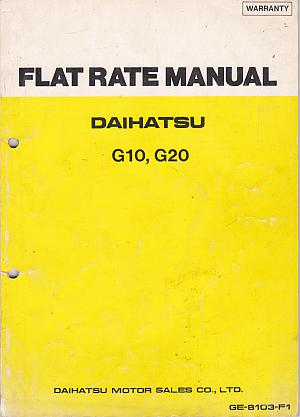 WARRANTY
FLAT RATE MANUAL
DAIHATSU
G10, G20
DAIHATSU MOTOR SALES CO., LTD.
GE-8103-F1